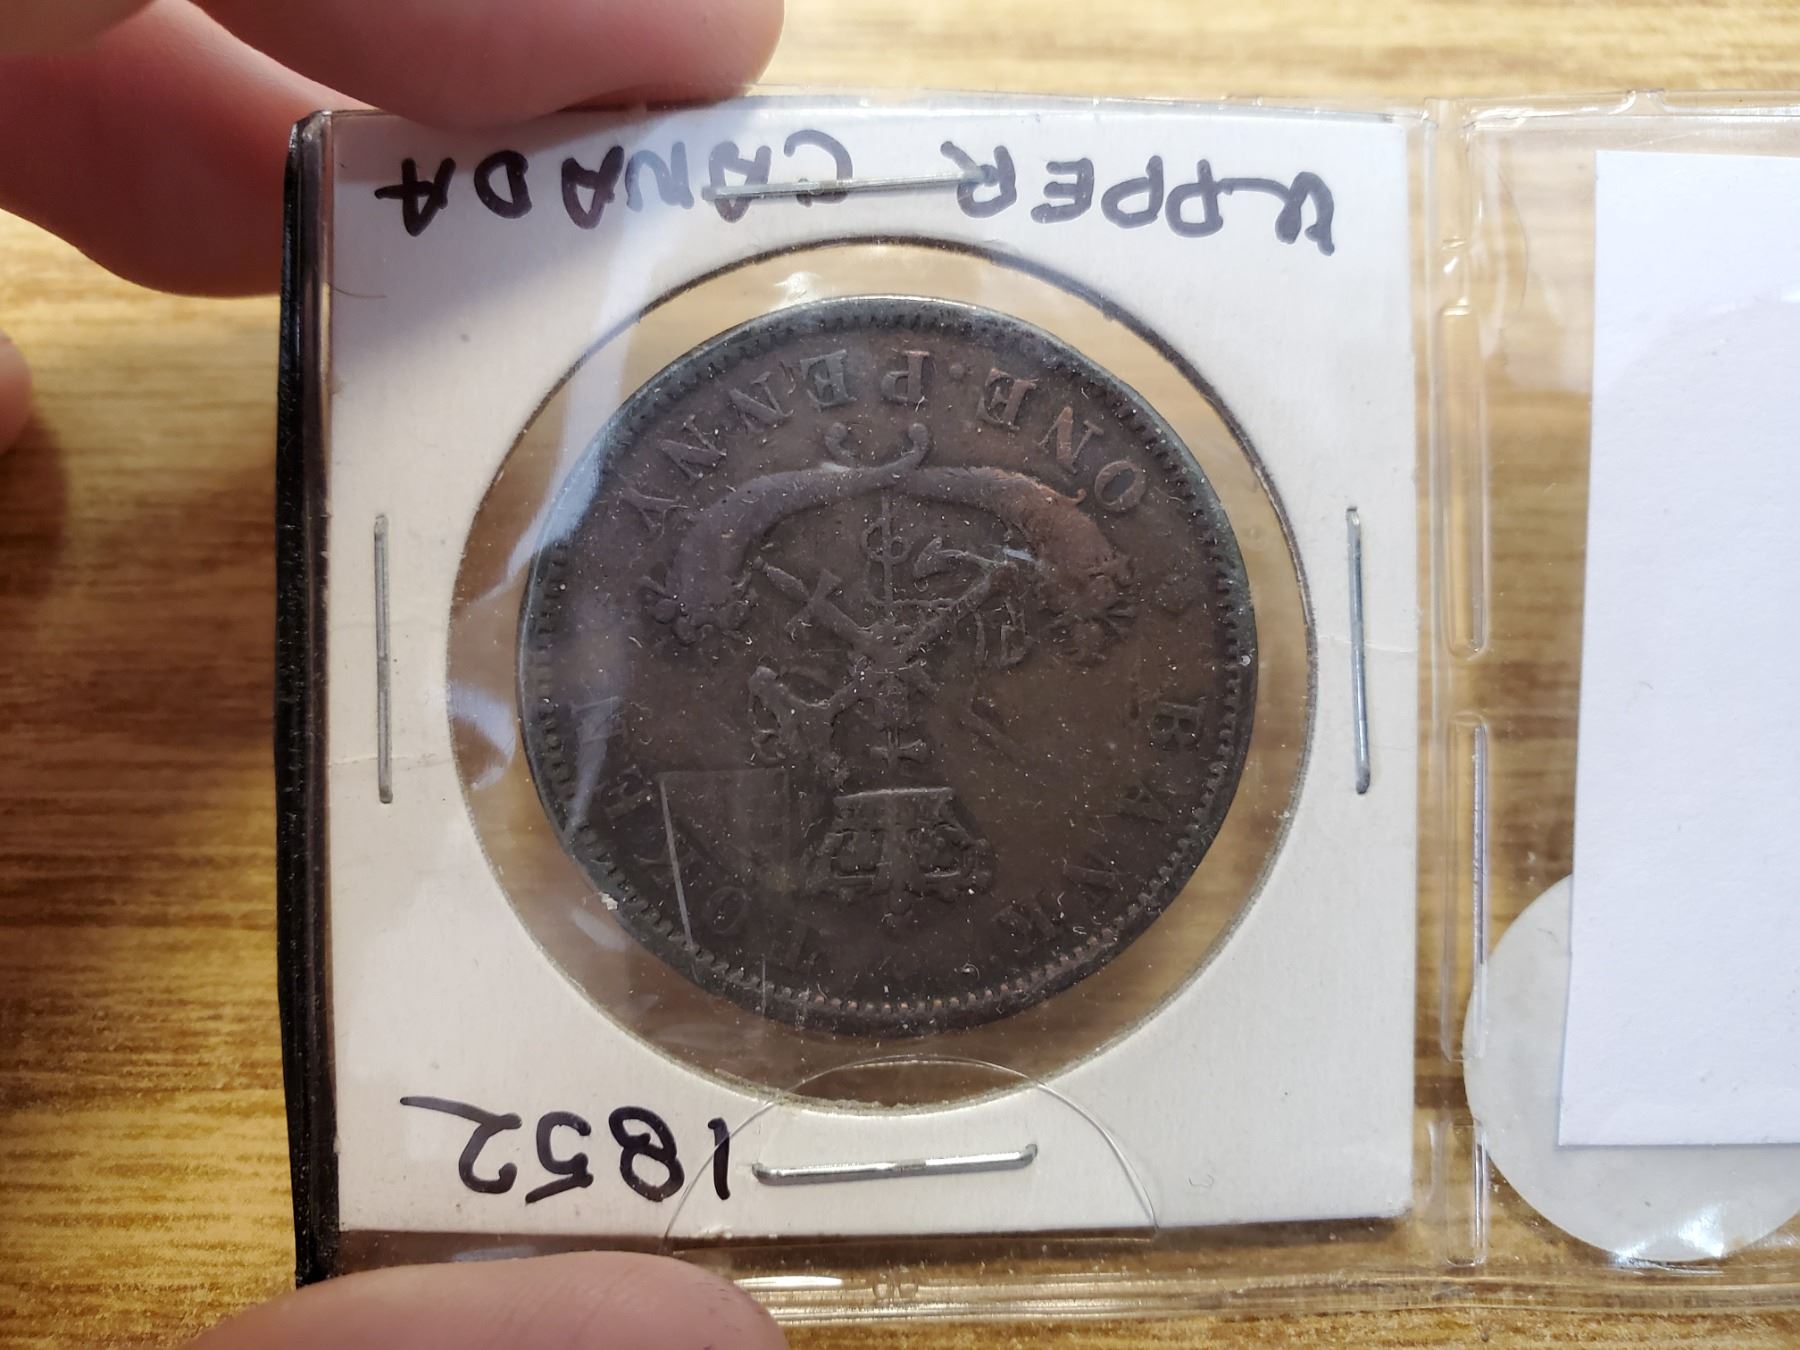 1852
BANK TOKEN
ONE PENNY
UPPER CANADA